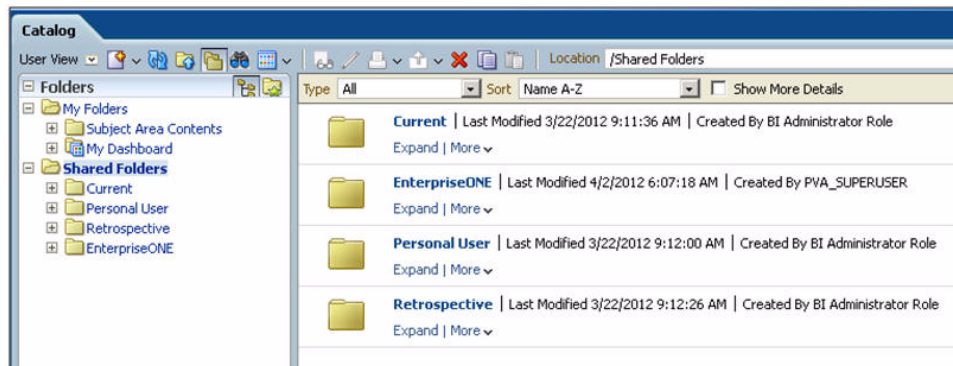 Catalog
User View
Location /Shared Folders
Folders
My Folders
Subject Area Contents
My Dashboard
Shared Folders
Current
Personal User
Retrospective
EnterpriseONE
Type All Sort Name A-Z Show More Details
Current | Last Modified 3/22/2012 9:11:36 AM | Created By BI Administrator Role
Expand | More
EnterpriseONE | Last Modified 4/2/2012 6:07:18 AM | Created By PVA_SUPERUSER
Expand | More
Personal User | Last Modified 3/22/2012 9:12:00 AM | Created By BI Administrator Role
Expand | More
Retrospective | Last Modified 3/22/2012 9:12:26 AM | Created By BI Administrator Role
Expand | More